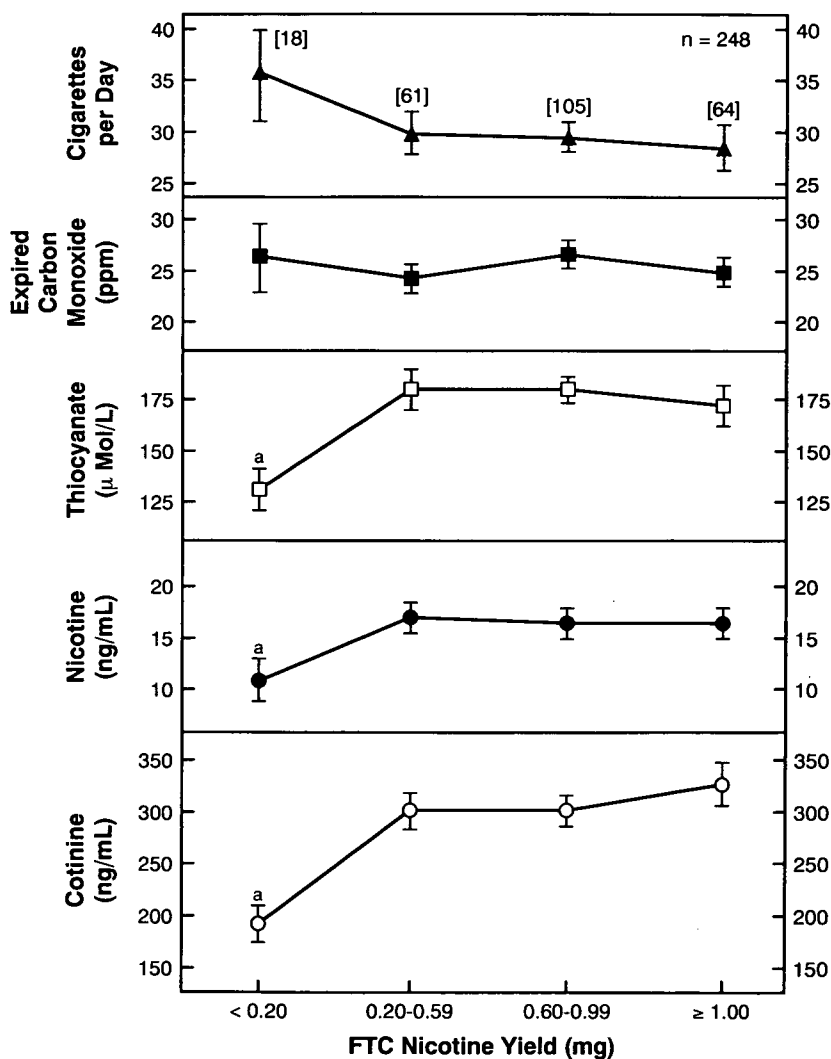 40
35
30
25
Cigarettes
per Day
[18]
[61]
[105]
[64]
n = 248
40
35
30
25
30
25
20
Expired
Carbon
Monoxide
(ppm)
30
25
20
175
150
125
Thiocyanate
(μ Mol/L)
a
175
150
125
20
15
10
Nicotine
(ng/mL)
a
20
15
10
350
300
250
200
150
Cotinine
(ng/mL)
a
350
300
250
200
150
< 0.20
0.20-0.59
0.60-0.99
≥ 1.00
FTC Nicotine Yield (mg)